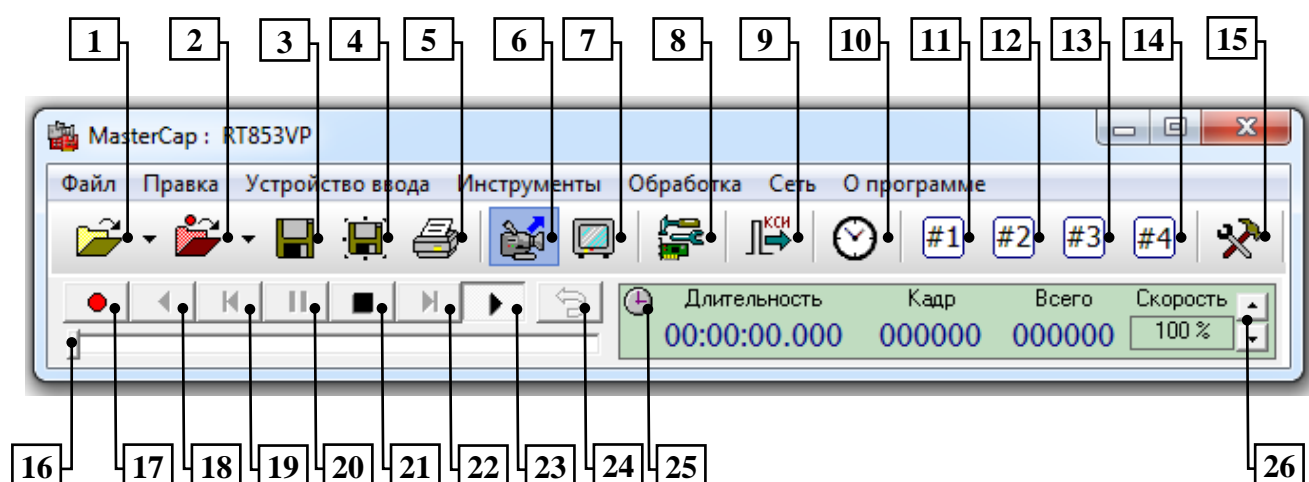 1 2 3 4 5 6 7 8 9 10 11 12 13 14 15
MasterCap : RT853VP
Файл Правка Устройство ввода Инструменты Обработка Сеть О программе
КСИ #1 #2 #3 #4
Длительность Кадр Всего Скорость
00:00:00.000 000000 000000 100 %
16 17 18 19 20 21 22 23 24 25 26